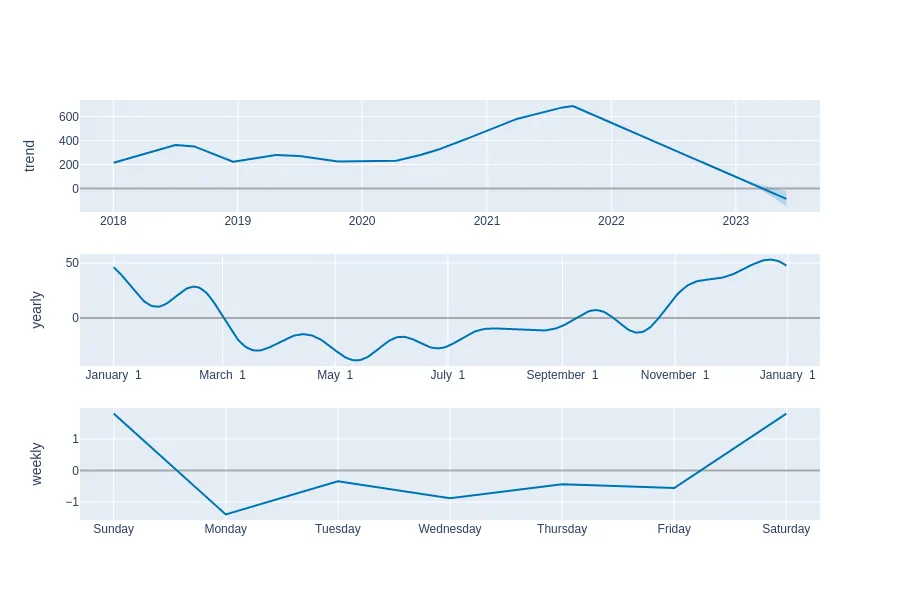 trend
600
400
200
0
2018 2019 2020 2021 2022 2023
yearly
50
0
January 1 March 1 May 1 July 1 September 1 November 1 January 1
weekly
1
0
−1
Sunday Monday Tuesday Wednesday Thursday Friday Saturday